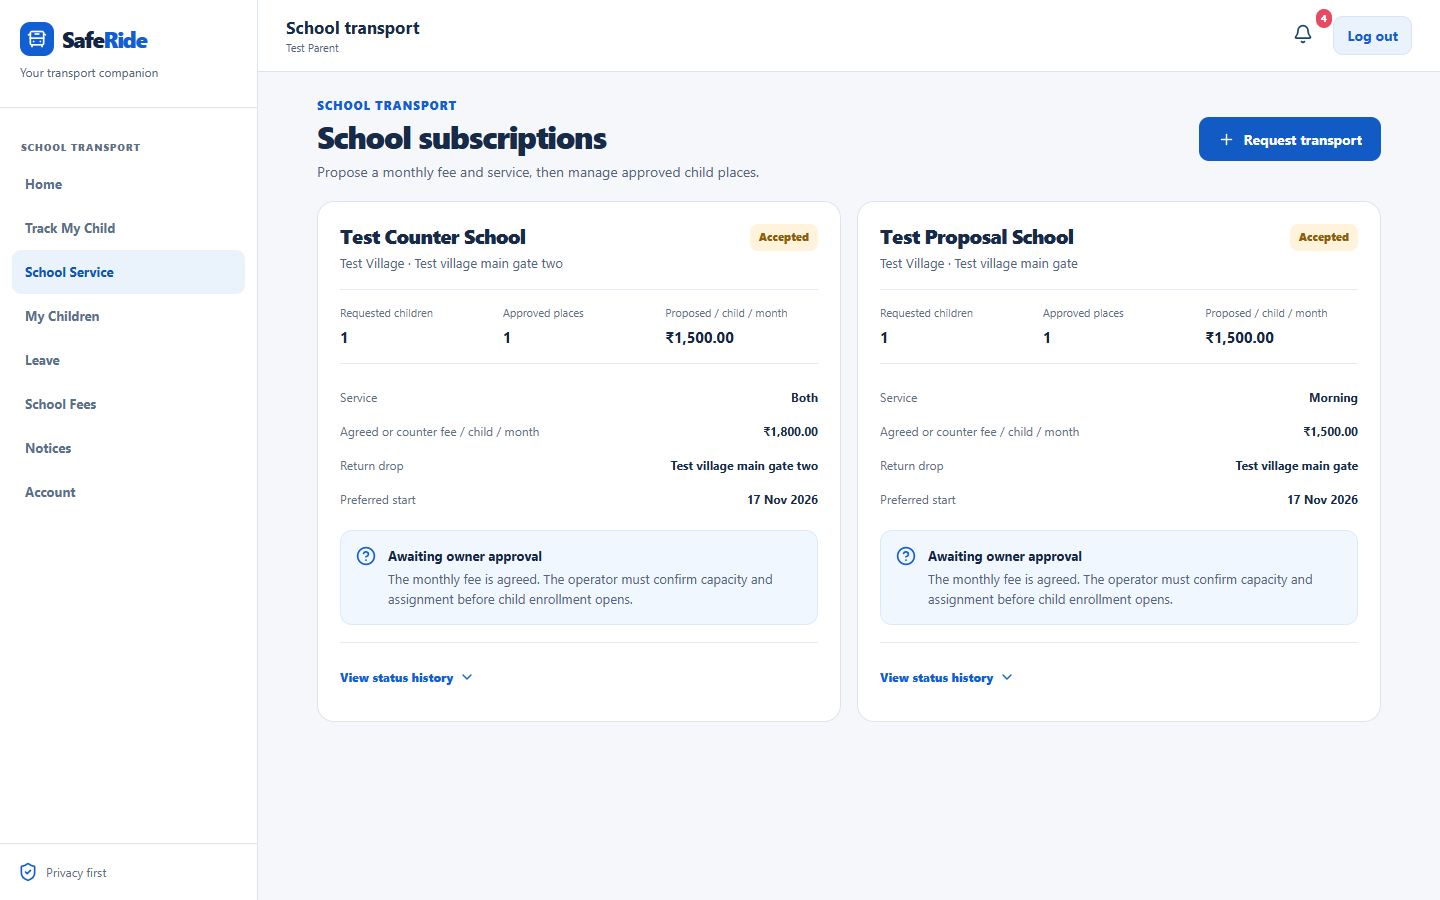 SafeRide
Your transport companion
SCHOOL TRANSPORT
Home
Track My Child
School Service
My Children
Leave
School Fees
Notices
Account
Privacy first
School transport
Test Parent
4
Log out
SCHOOL TRANSPORT
School subscriptions
Propose a monthly fee and service, then manage approved child places.
+ Request transport
Test Counter School
Accepted
Test Village · Test village main gate two
Requested children Approved places Proposed / child / month
1 1 ₹1,500.00
Service Both
Agreed or counter fee / child / month ₹1,800.00
Return drop Test village main gate two
Preferred start 17 Nov 2026
Awaiting owner approval
The monthly fee is agreed. The operator must confirm capacity and
assignment before child enrollment opens.
View status history
Test Proposal School
Accepted
Test Village · Test village main gate
Requested children Approved places Proposed / child / month
1 1 ₹1,500.00
Service Morning
Agreed or counter fee / child / month ₹1,500.00
Return drop Test village main gate
Preferred start 17 Nov 2026
Awaiting owner approval
The monthly fee is agreed. The operator must confirm capacity and
assignment before child enrollment opens.
View status history